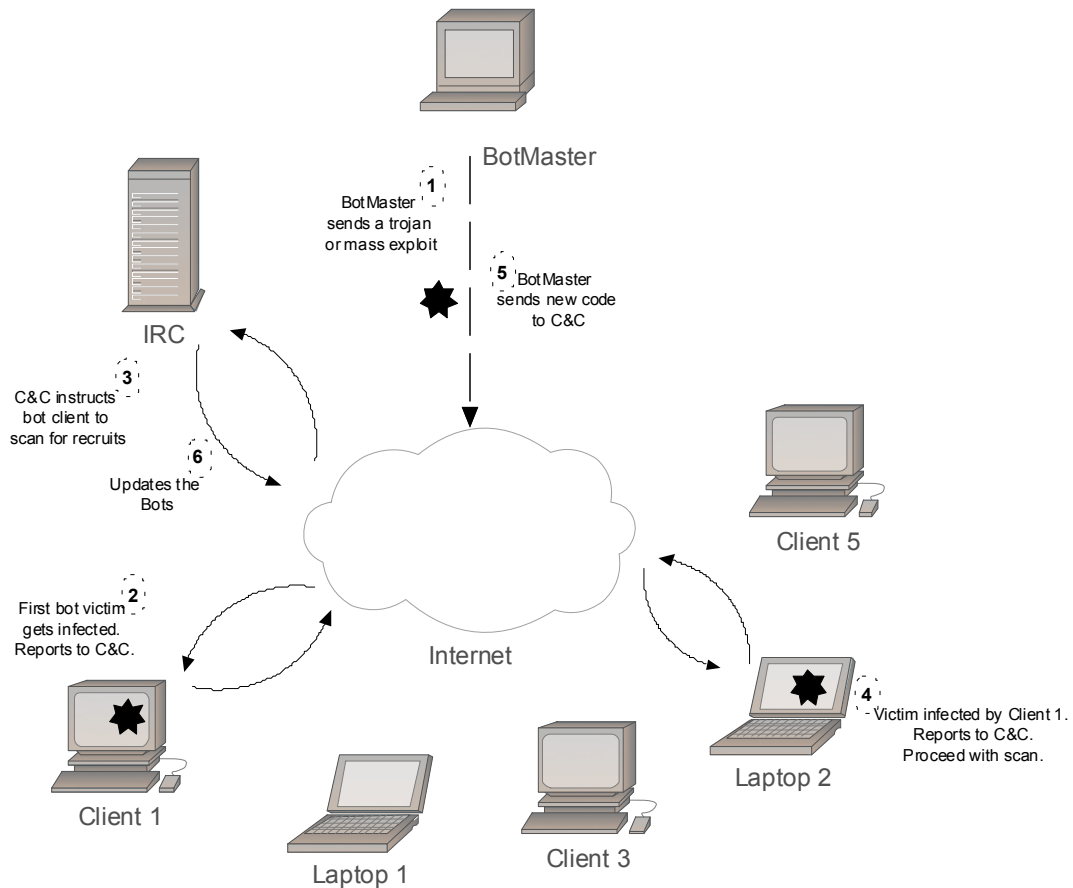 BotMaster
1
BotMaster
sends a trojan
or mass exploit
5
BotMaster
sends new code
to C&C
IRC
3
C&C instructs
bot client to
scan for recruits
6
Updates the
Bots
Client 5
2
First bot victim
gets infected.
Reports to C&C.
Internet
4
Victim infected by Client 1.
Reports to C&C.
Proceed with scan.
Laptop 2
Client 1
Laptop 1
Client 3